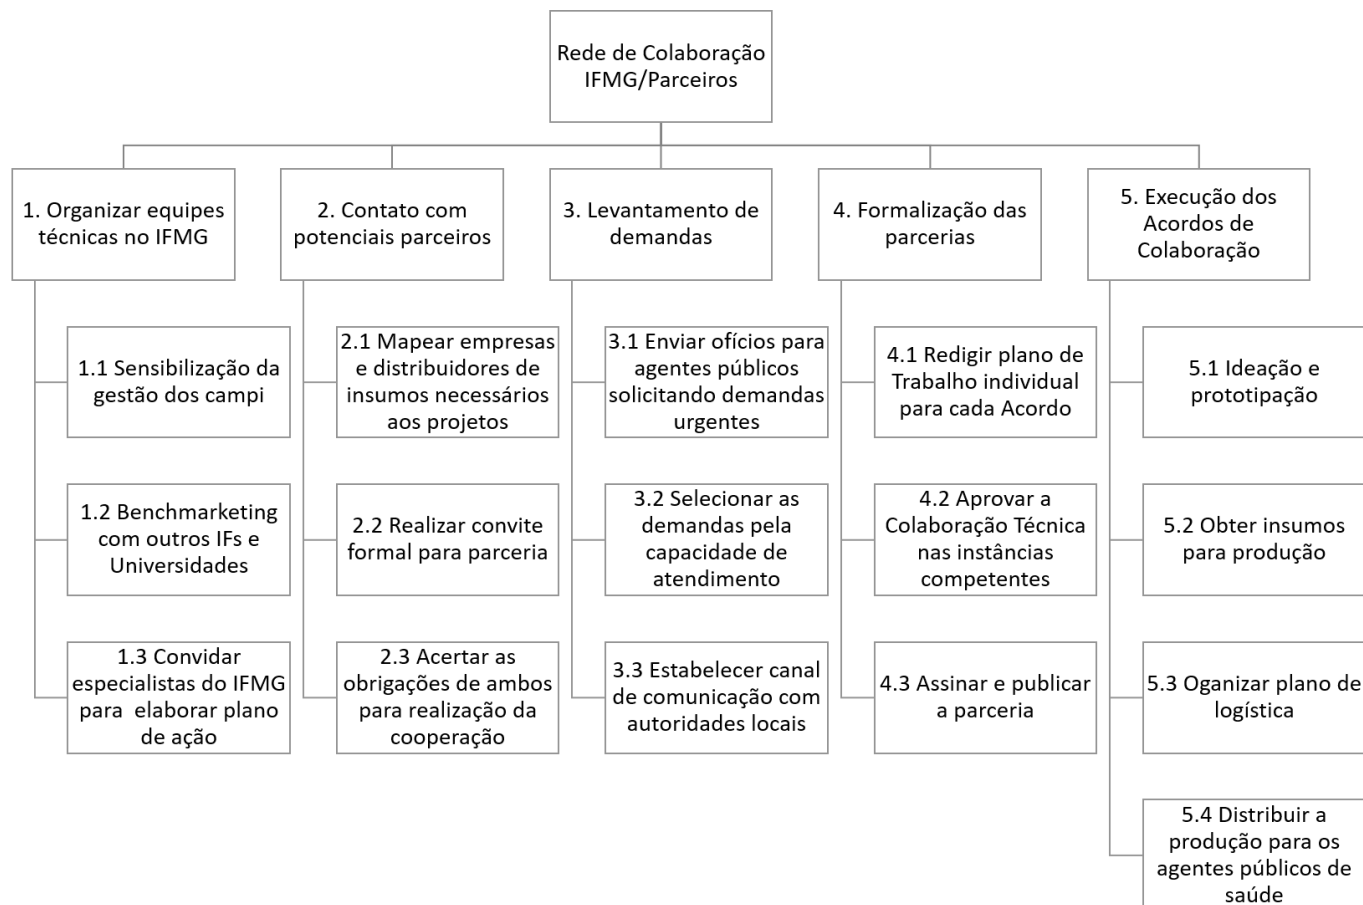 Rede de Colaboração
IFMG/Parceiros
1. Organizar equipes
técnicas no IFMG
2. Contato com
potenciais parceiros
3. Levantamento de
demandas
4. Formalização das
parcerias
5. Execução dos
Acordos de
Colaboração
1.1 Sensibilização da
gestão dos campi
2.1 Mapear empresas
e distribuidores de
insumos necessários
aos projetos
3.1 Enviar ofícios para
agentes públicos
solicitando demandas
urgentes
4.1 Redigir plano de
Trabalho individual
para cada Acordo
5.1 Ideação e
prototipação
1.2 Benchmarketing
com outros IFs e
Universidades
2.2 Realizar convite
formal para parceria
3.2 Selecionar as
demandas pela
capacidade de
atendimento
4.2 Aprovar a
Colaboração Técnica
nas instâncias
competentes
5.2 Obter insumos
para produção
1.3 Convidar
especialistas do IFMG
para elaborar plano
de ação
2.3 Acertar as
obrigações de ambos
para realização da
cooperação
3.3 Estabelecer canal
de comunicação com
autoridades locais
4.3 Assinar e publicar
a parceria
5.3 Oganizar plano de
logística
5.4 Distribuir a
produção para os
agentes públicos de
saúde